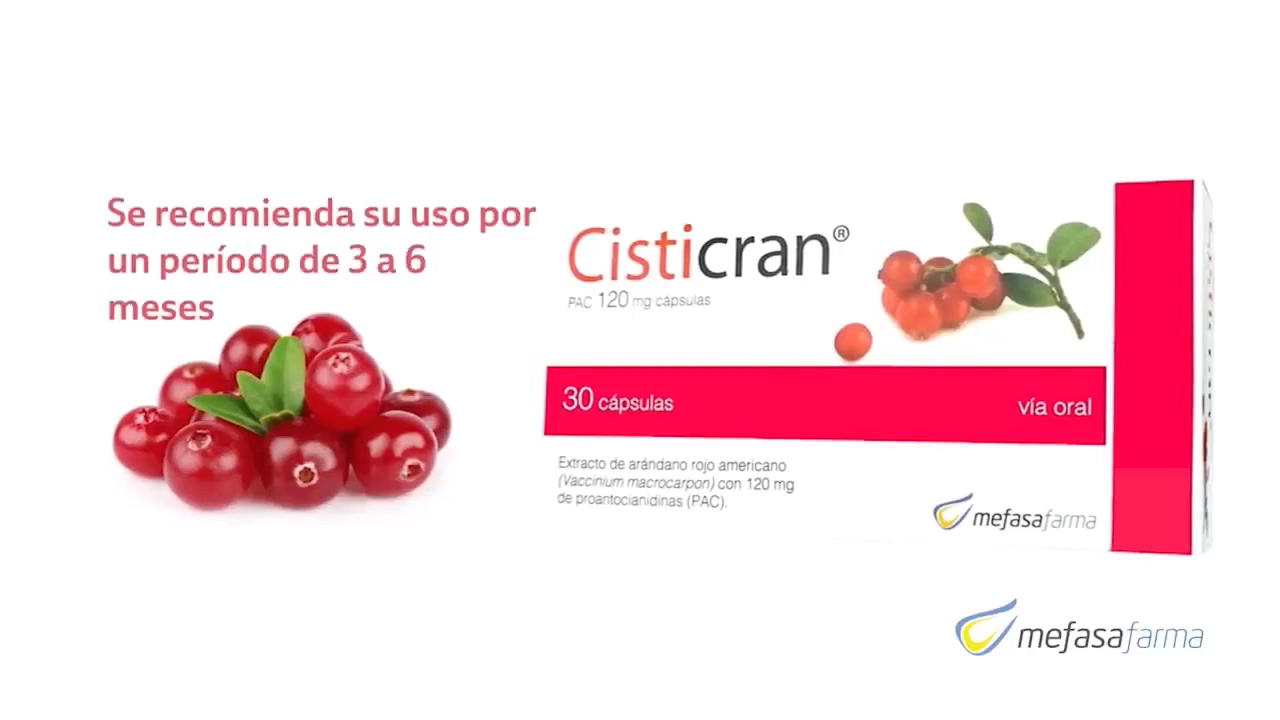 Se recomienda su uso por
un período de 3 a 6
meses
Cisticran®
PAC 120 mg cápsulas
30 cápsulas
vía oral
Extracto de arándano rojo americano
(Vaccinium macrocarpon) con 120 mg
de proantocianidinas (PAC).
mefasafarma
mefasafarma